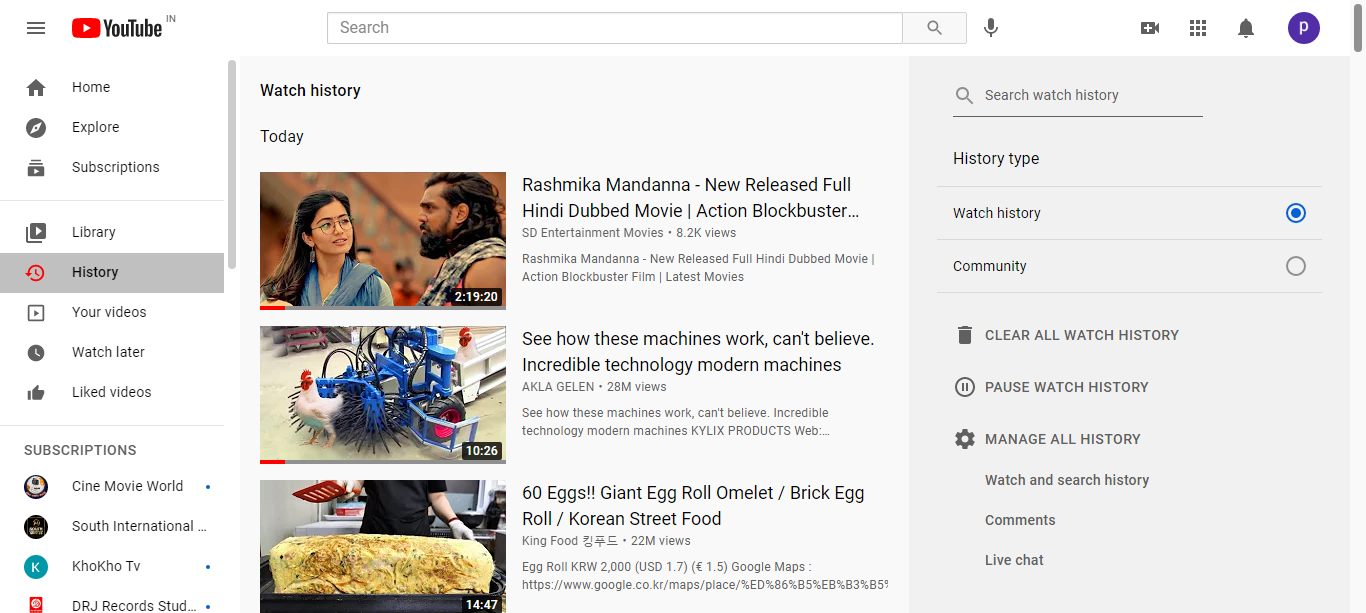 YouTube IN
Search
p
Home
Explore
Subscriptions
Library
History
Your videos
Watch later
Liked videos
SUBSCRIPTIONS
Cine Movie World
South International ...
K
KhoKho Tv
DRJ Records Stud...
Watch history
Today
2:19:20
Rashmika Mandanna - New Released Full
Hindi Dubbed Movie | Action Blockbuster...
SD Entertainment Movies • 8.2K views
Rashmika Mandanna - New Released Full Hindi Dubbed Movie |
Action Blockbuster Film | Latest Movies
10:26
See how these machines work, can't believe.
Incredible technology modern machines
AKLA GELEN • 28M views
See how these machines work, can't believe. Incredible
technology modern machines KYLIX PRODUCTS Web:...
14:47
60 Eggs!! Giant Egg Roll Omelet / Brick Egg
Roll / Korean Street Food
King Food 킹푸드 • 22M views
Egg Roll KRW 2,000 (USD 1.7) (€ 1.5) Google Maps :
https://www.google.co.kr/maps/place/%ED%86%B5%EB%B3%B5%
Search watch history
History type
Watch history
Community
CLEAR ALL WATCH HISTORY
PAUSE WATCH HISTORY
MANAGE ALL HISTORY
Watch and search history
Comments
Live chat